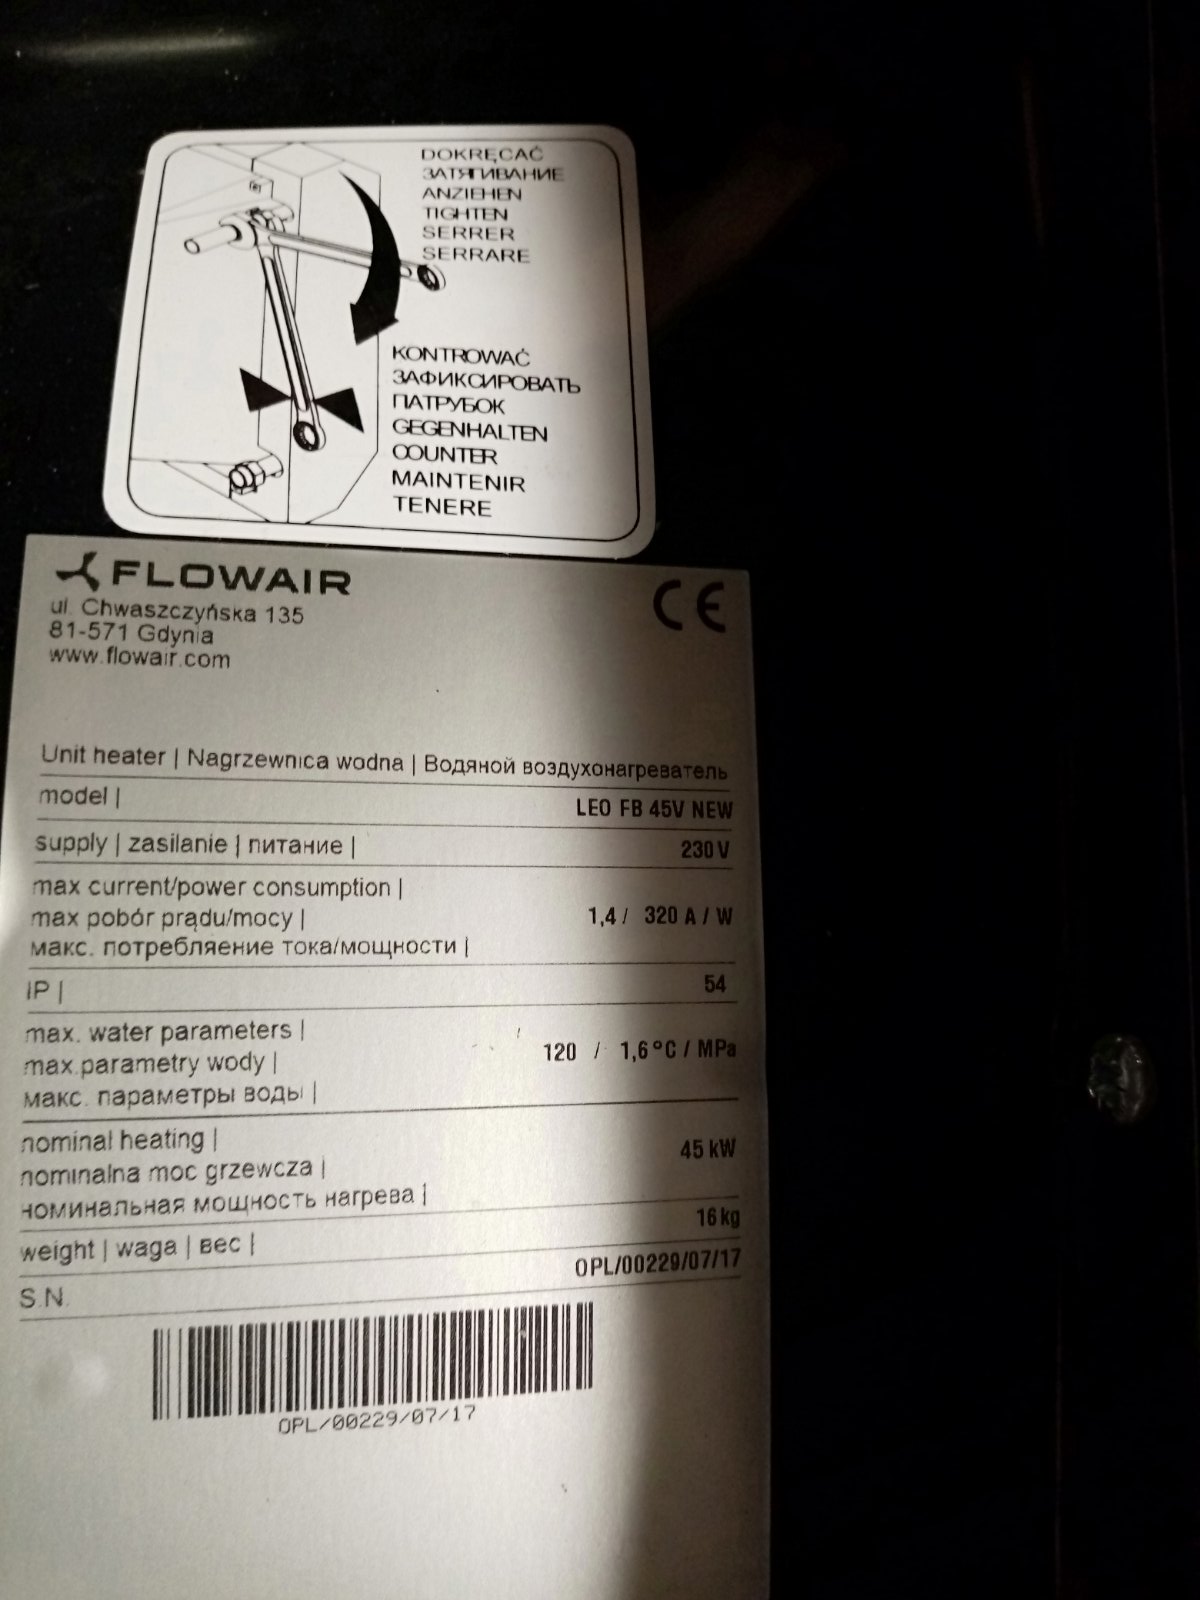 DOKRĘCAĆ
ЗАТЯГИВАНИЕ
ANZIEHEN
TIGHTEN
SERRER
SERRARE
KONTROWAĆ
ЗАФИКСИРОВАТЬ
ПАТРУБОК
GEGENHALTEN
COUNTER
MAINTENIR
TENERE
FLOWAIR
CE
ul. Chwaszczyńska 135
81-571 Gdynia
www.flowair.com
Unit heater | Nagrzewnica wodna | Водяной воздухонагреватель
model | LEO FB 45V NEW
supply | zasilanie | питание | 230 V
max current/power consumption |
max pobór prądu/mocy | 1,4 / 320 A / W
макс. потребляение тока/мощности |
IP | 54
max. water parameters |
max.parametry wody | 120 / 1,6 °C / MPa
макс. параметры воды |
nominal heating | 45 kW
nominalna moc grzewcza |
номинальная мощность нагрева |
weight | waga | вес | 16 kg
S.N. OPL/00229/07/17
OPL/00229/07/17